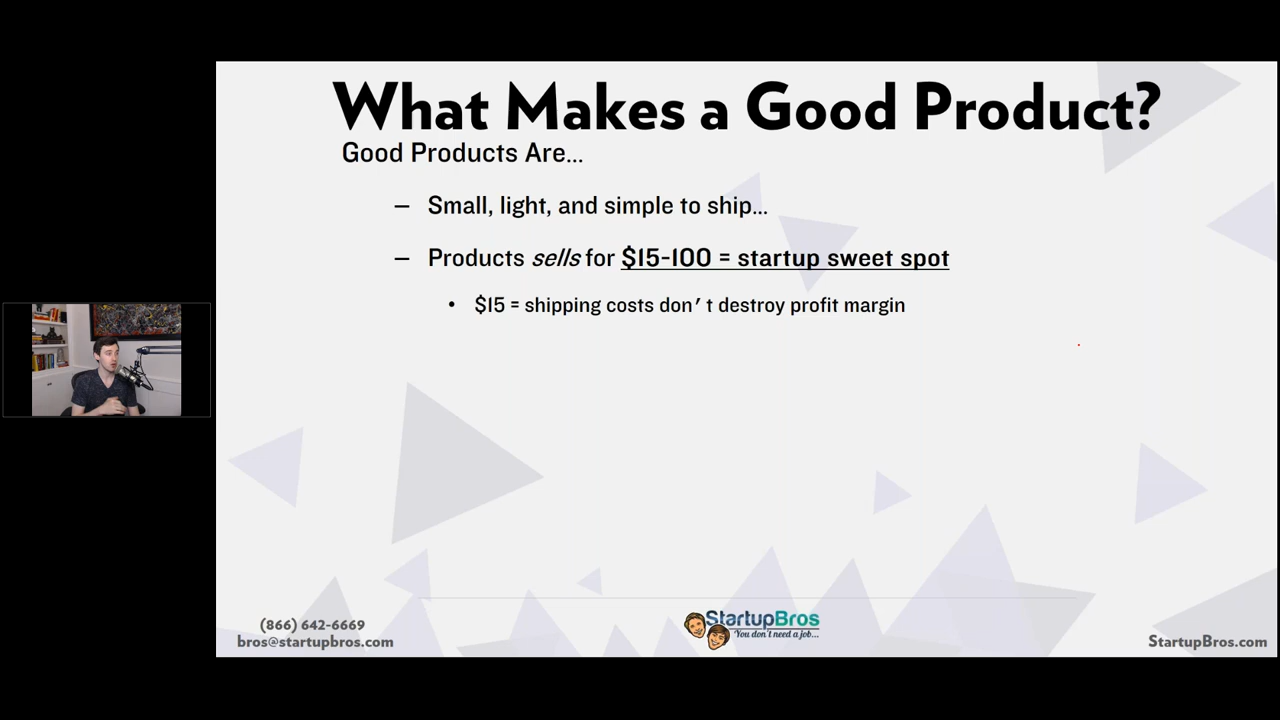 What Makes a Good Product?
Good Products Are...
– Small, light, and simple to ship...
– Products sells for $15-100 = startup sweet spot
• $15 = shipping costs don't destroy profit margin
(866) 642-6669
bros@startupbros.com
StartupBros
"You don't need a job...
StartupBros.com